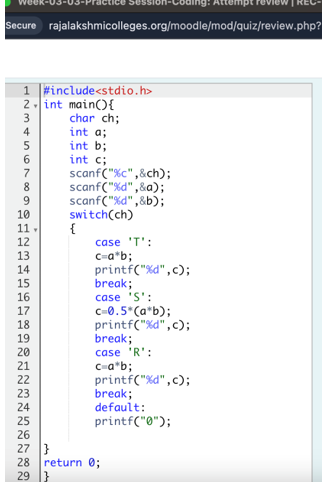 Week-03-03-Practice Session-Coding: Attempt review | REC-
Secure rajalakshmicolleges.org/moodle/mod/quiz/review.php?
1 #include<stdio.h>
2 int main(){
3 char ch;
4 int a;
5 int b;
6 int c;
7 scanf("%c",&ch);
8 scanf("%d",&a);
9 scanf("%d",&b);
10 switch(ch)
11 {
12 case 'T':
13 c=a*b;
14 printf("%d",c);
15 break;
16 case 'S':
17 c=0.5*(a*b);
18 printf("%d",c);
19 break;
20 case 'R':
21 c=a*b;
22 printf("%d",c);
23 break;
24 default:
25 printf("0");
26
27 }
28 return 0;
29 }